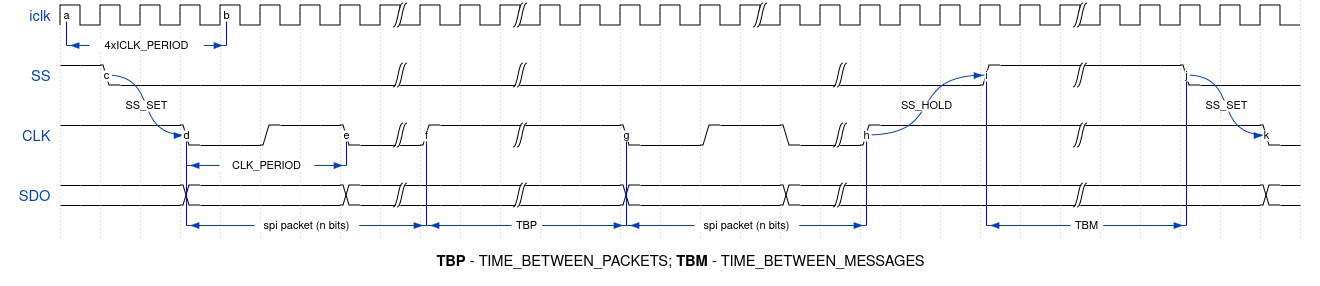 iclk a b
4xICLK_PERIOD
SS c i j
SS_SET SS_HOLD SS_SET
CLK d e f g h k
CLK_PERIOD
SDO
spi packet (n bits) TBP spi packet (n bits) TBM
TBP - TIME_BETWEEN_PACKETS; TBM - TIME_BETWEEN_MESSAGES